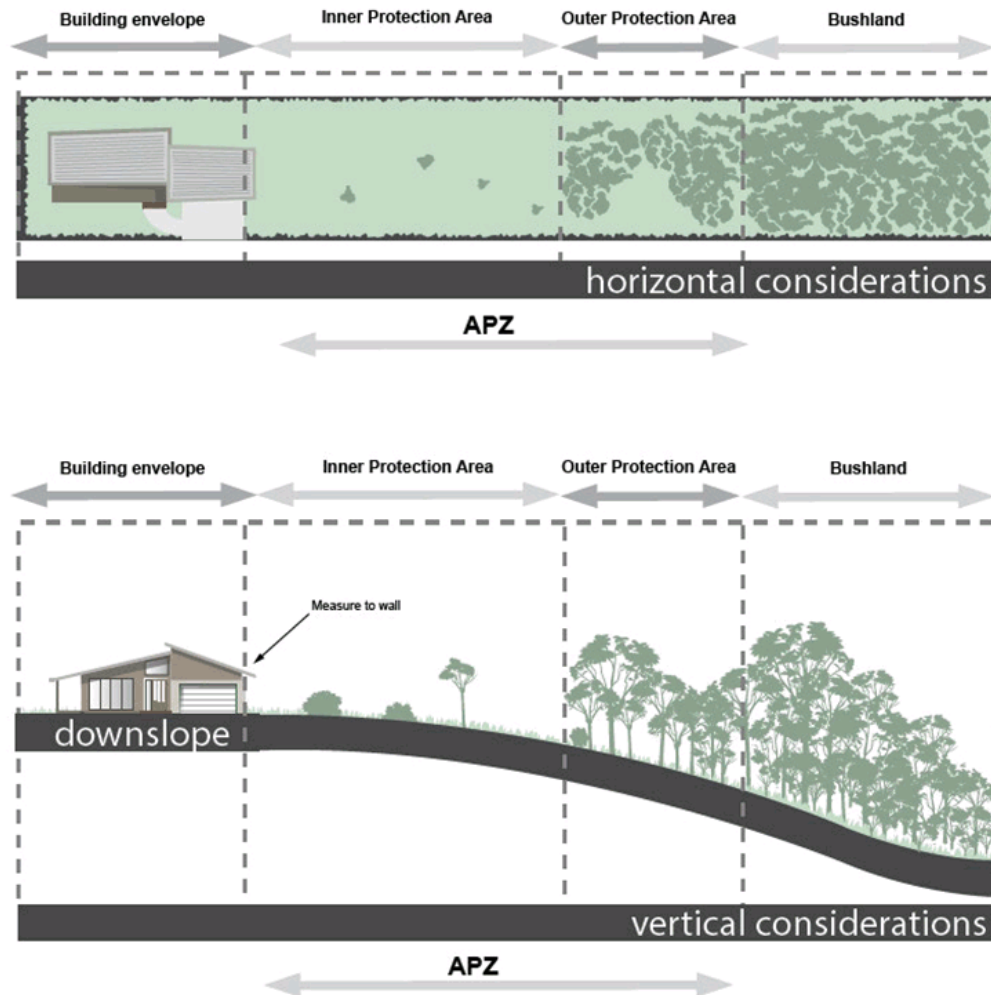 Building envelope
Inner Protection Area
Outer Protection Area
Bushland
horizontal considerations
APZ
Building envelope
Inner Protection Area
Outer Protection Area
Bushland
Measure to wall
downslope
vertical considerations
APZ